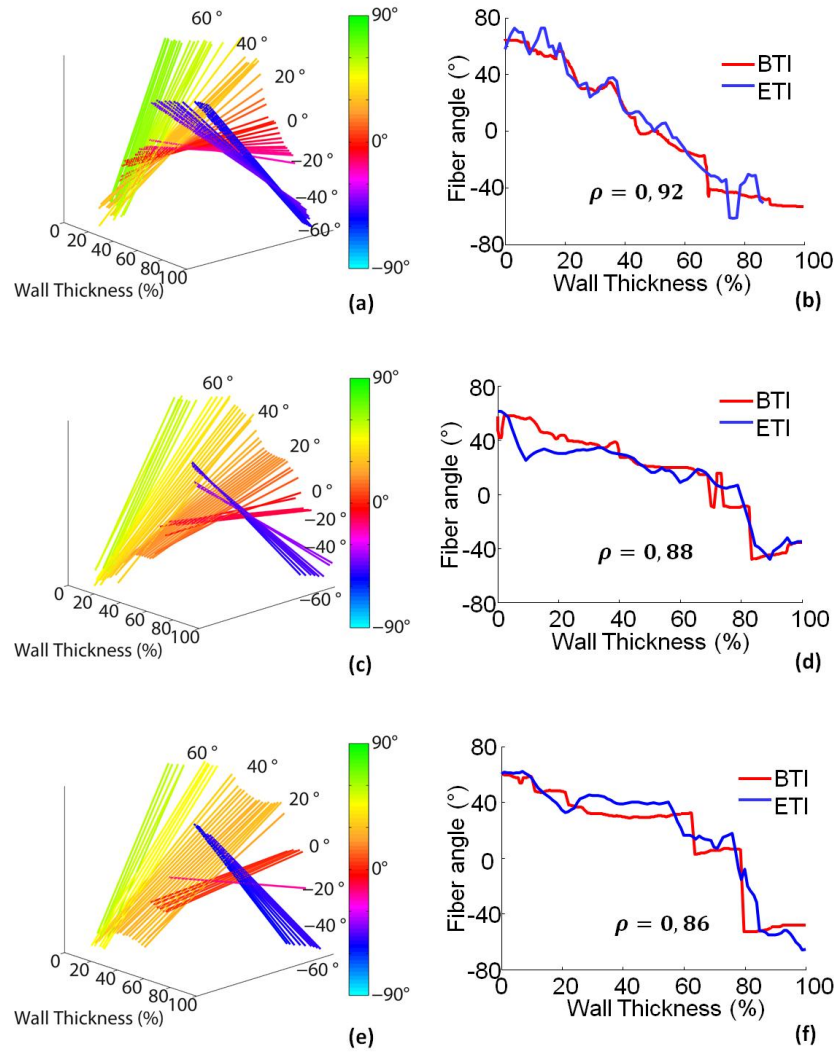 60 °
40 °
20 °
0 °
−20 °
−40 °
−60 °
0
20
40
60
80
100
Wall Thickness (%)
90°
0°
−90°
(a)
80
40
0
-40
-80
Fiber angle (°)
BTI
ETI
ρ = 0, 92
0 20 40 60 80 100
Wall Thickness (%)
(b)
60 °
40 °
20 °
0 °
−20 °
−40 °
−60 °
0
20
40
60
80
100
Wall Thickness (%)
90°
0°
−90°
(c)
80
40
0
-40
-80
Fiber angle (°)
BTI
ETI
ρ = 0, 88
0 20 40 60 80 100
Wall Thickness (%)
(d)
60 °
40 °
20 °
0 °
−20 °
−40 °
−60 °
0
20
40
60
80
100
Wall Thickness (%)
90°
0°
−90°
(e)
80
40
0
-40
-80
Fiber angle (°)
BTI
ETI
ρ = 0, 86
0 20 40 60 80 100
Wall Thickness (%)
(f)